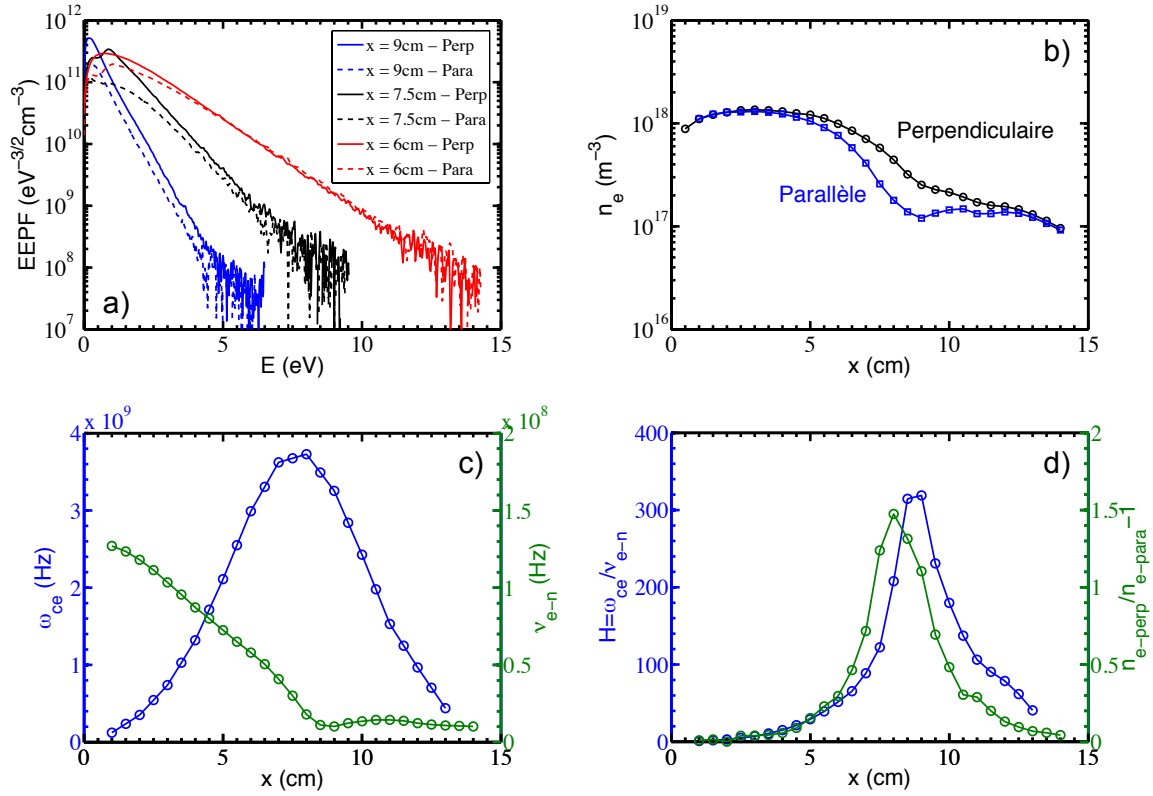 10^12
10^11
10^10
10^9
10^8
10^7
EEPF (eV^−3/2 cm^−3)
x = 9cm – Perp
x = 9cm – Para
x = 7.5cm – Perp
x = 7.5cm – Para
x = 6cm – Perp
x = 6cm – Para
a)
0 5 10 15
E (eV)
10^19
10^18
10^17
10^16
n_e (m^−3)
b)
Perpendiculaire
Parallèle
0 5 10 15
x (cm)
x 10^9
4
3
2
1
0
ω_ce (Hz)
x 10^8
2
1.5
1
0.5
0
ν_e−n (Hz)
c)
0 5 10 15
x (cm)
400
300
200
100
0
H=ω_ce/ν_e−n
2
1.5
1
0.5
0
n_e−perp/n_e−para−1
d)
0 5 10 15
x (cm)